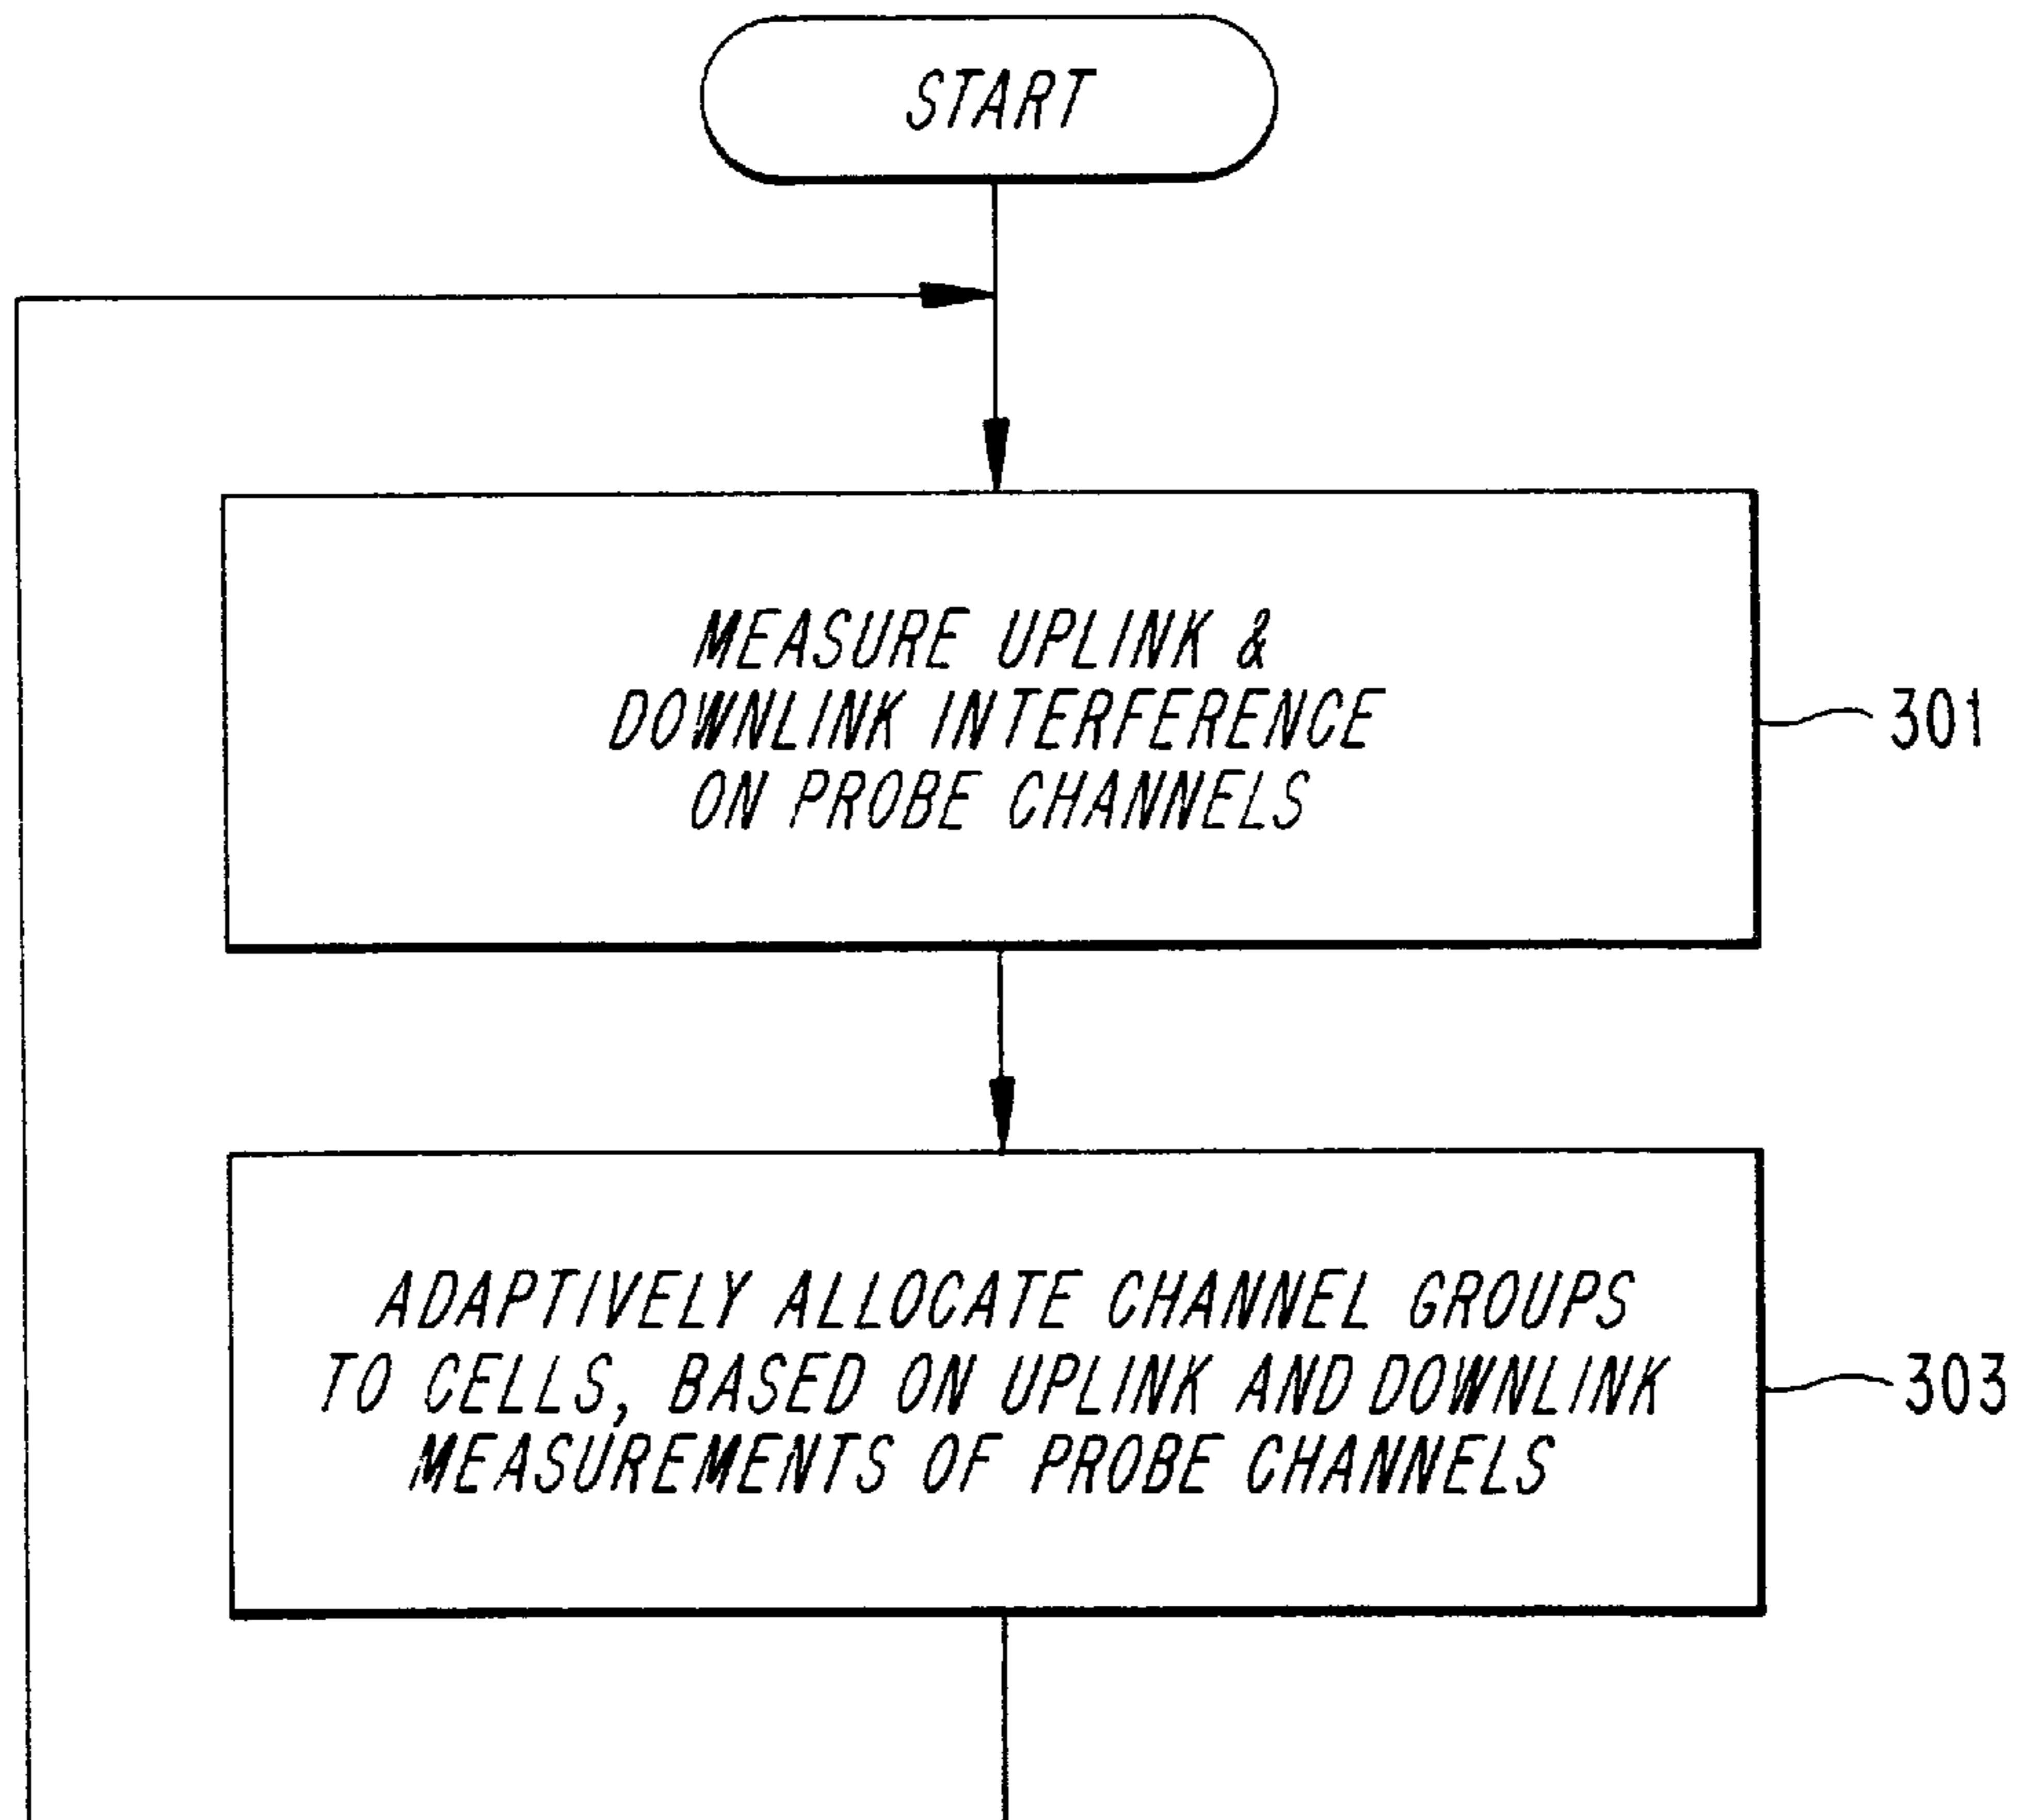 START
MEASURE UPLINK &
DOWNLINK INTERFERENCE
ON PROBE CHANNELS
301
ADAPTIVELY ALLOCATE CHANNEL GROUPS
TO CELLS, BASED ON UPLINK AND DOWNLINK
MEASUREMENTS OF PROBE CHANNELS
303